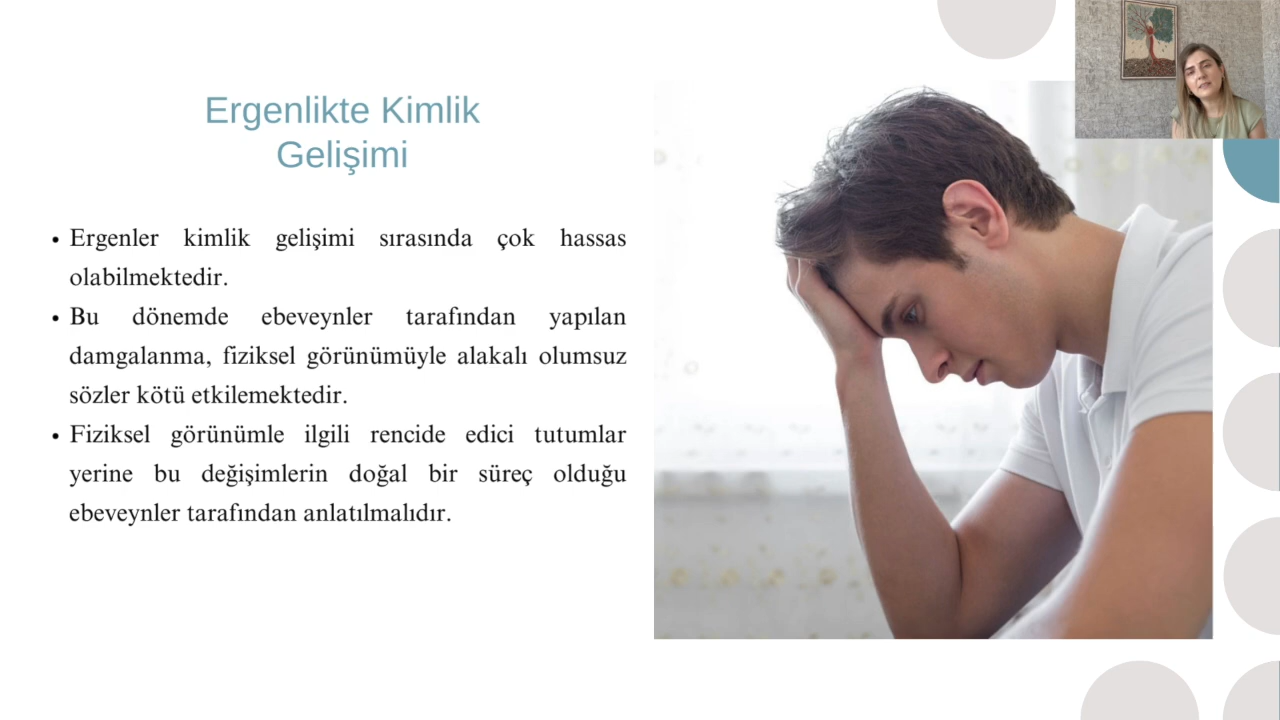 Ergenlikte Kimlik
Gelişimi
• Ergenler kimlik gelişimi sırasında çok hassas
olabilmektedir.
• Bu dönemde ebeveynler tarafından yapılan
damgalanma, fiziksel görünümüyle alakalı olumsuz
sözler kötü etkilemektedir.
• Fiziksel görünümle ilgili rencide edici tutumlar
yerine bu değişimlerin doğal bir süreç olduğu
ebeveynler tarafından anlatılmalıdır.